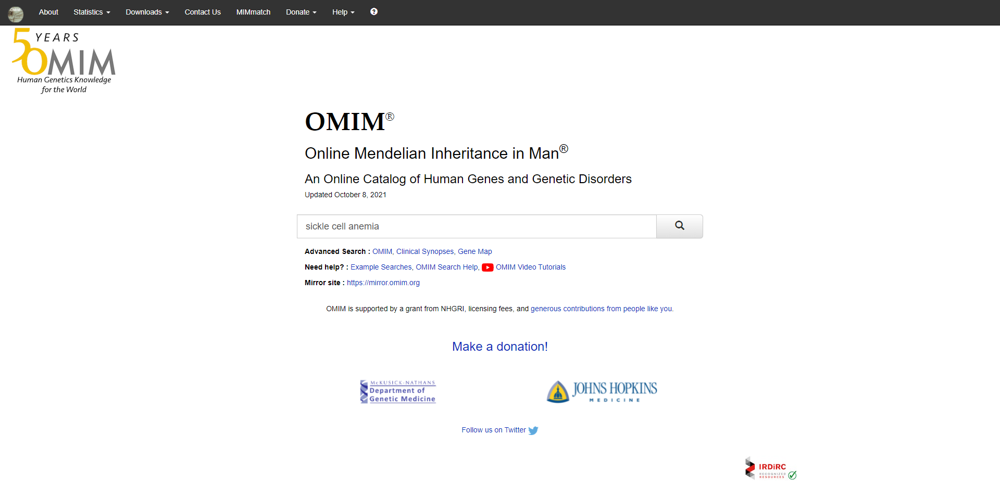 OMIM
About Statistics Downloads Contact Us MIMmatch Donate Help ?
50 YEARS
OMIM
Human Genetics Knowledge
for the World
OMIM®
Online Mendelian Inheritance in Man®
An Online Catalog of Human Genes and Genetic Disorders
Updated October 8, 2021
sickle cell anemia
Advanced Search : OMIM, Clinical Synopses, Gene Map
Need help? : Example Searches, OMIM Search Help, OMIM Video Tutorials
Mirror site : https://mirror.omim.org
OMIM is supported by a grant from NHGRI, licensing fees, and generous contributions from people like you.
Make a donation!
McKUSICK-NATHANS
Department of
Genetic Medicine
JOHNS HOPKINS
MEDICINE
Follow us on Twitter
IRDiRC
RECOGNIZED
RESOURCES